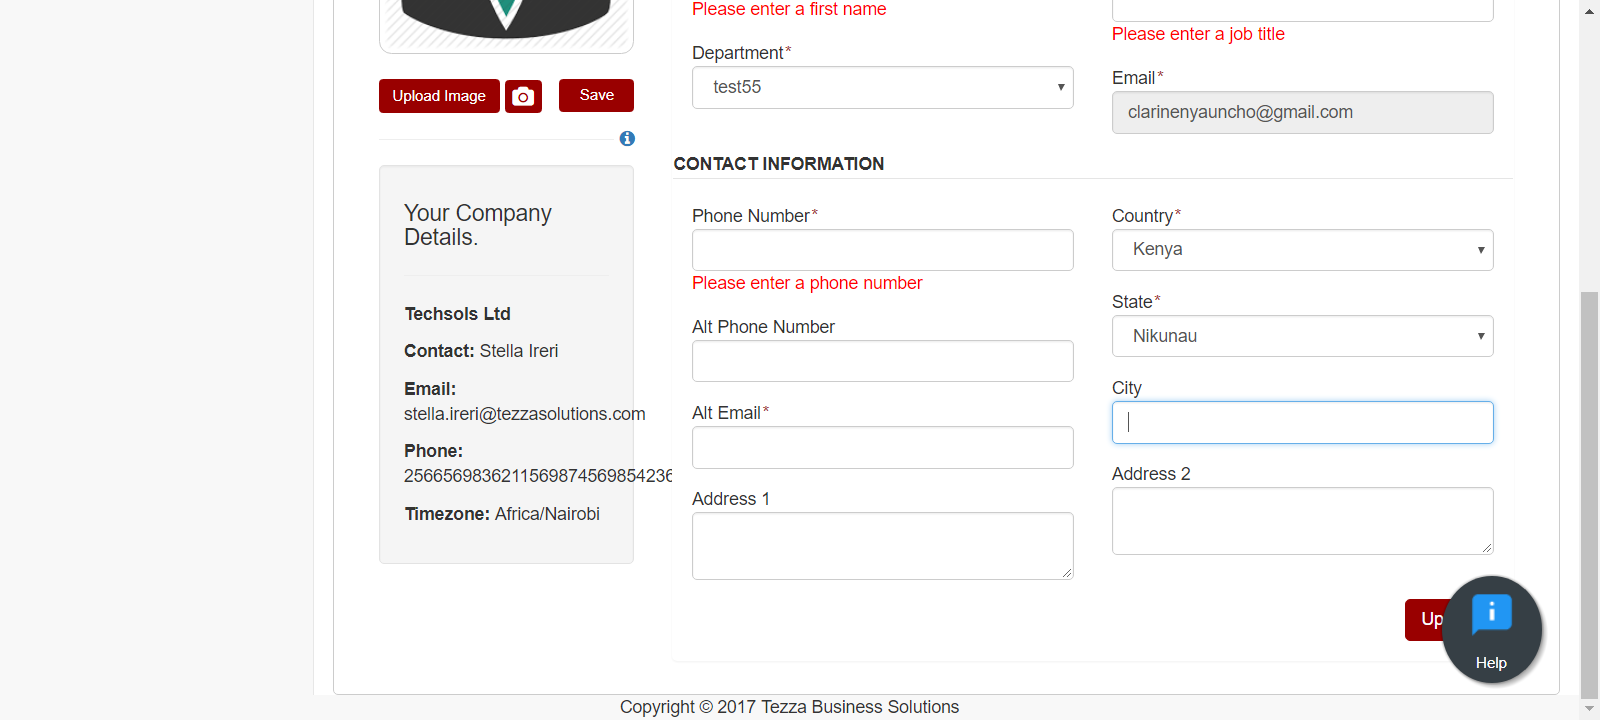 Please enter a first name
Please enter a job title
Department*
test55
Email*
clarinenyauncho@gmail.com
Upload Image
Save
CONTACT INFORMATION
Your Company
Details.
Techsols Ltd
Contact: Stella Ireri
Email:
stella.ireri@tezzasolutions.com
Phone:
256656983621156987456985423​6
Timezone: Africa/Nairobi
Phone Number*
Please enter a phone number
Alt Phone Number
Alt Email*
Address 1
Country*
Kenya
State*
Nikunau
City
Address 2
Up
Help
Copyright © 2017 Tezza Business Solutions